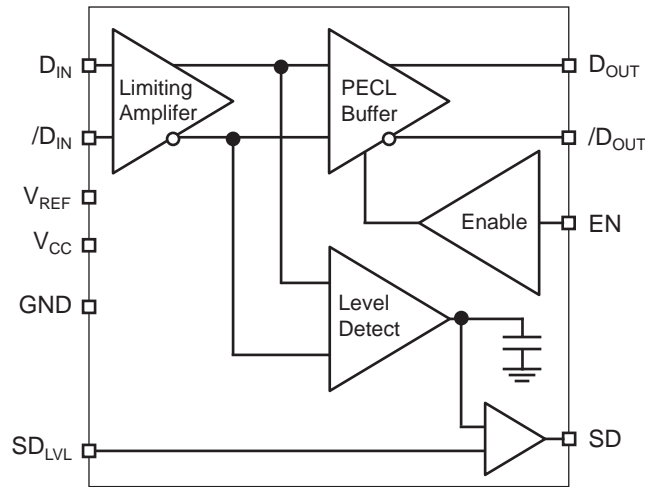 D_IN
Limiting
Amplifer
PECL
Buffer
D_OUT
/D_IN
/D_OUT
V_REF
Enable
EN
V_CC
GND
Level
Detect
SD_LVL
SD